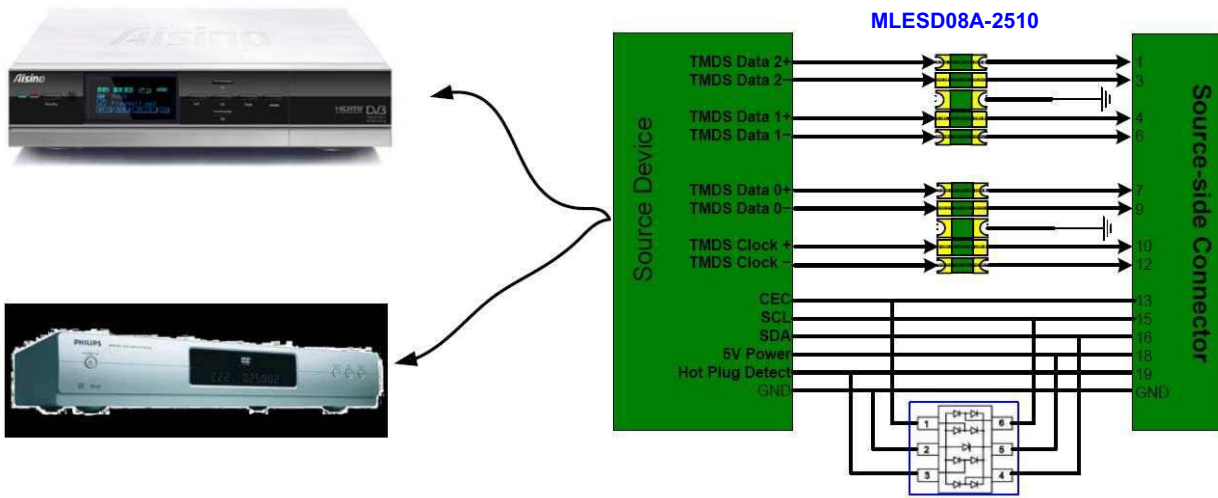 MLESD08A-2510
Aisino
Aisino
HDMI DVB
PHILIPS
Source Device
TMDS Data 2+
TMDS Data 2−
TMDS Data 1+
TMDS Data 1−
TMDS Data 0+
TMDS Data 0−
TMDS Clock +
TMDS Clock −
CEC
SCL
SDA
5V Power
Hot Plug Detect
GND
1
3
4
6
7
9
10
12
13
15
16
18
19
GND
Source-side Connector
1
2
3
6
5
4